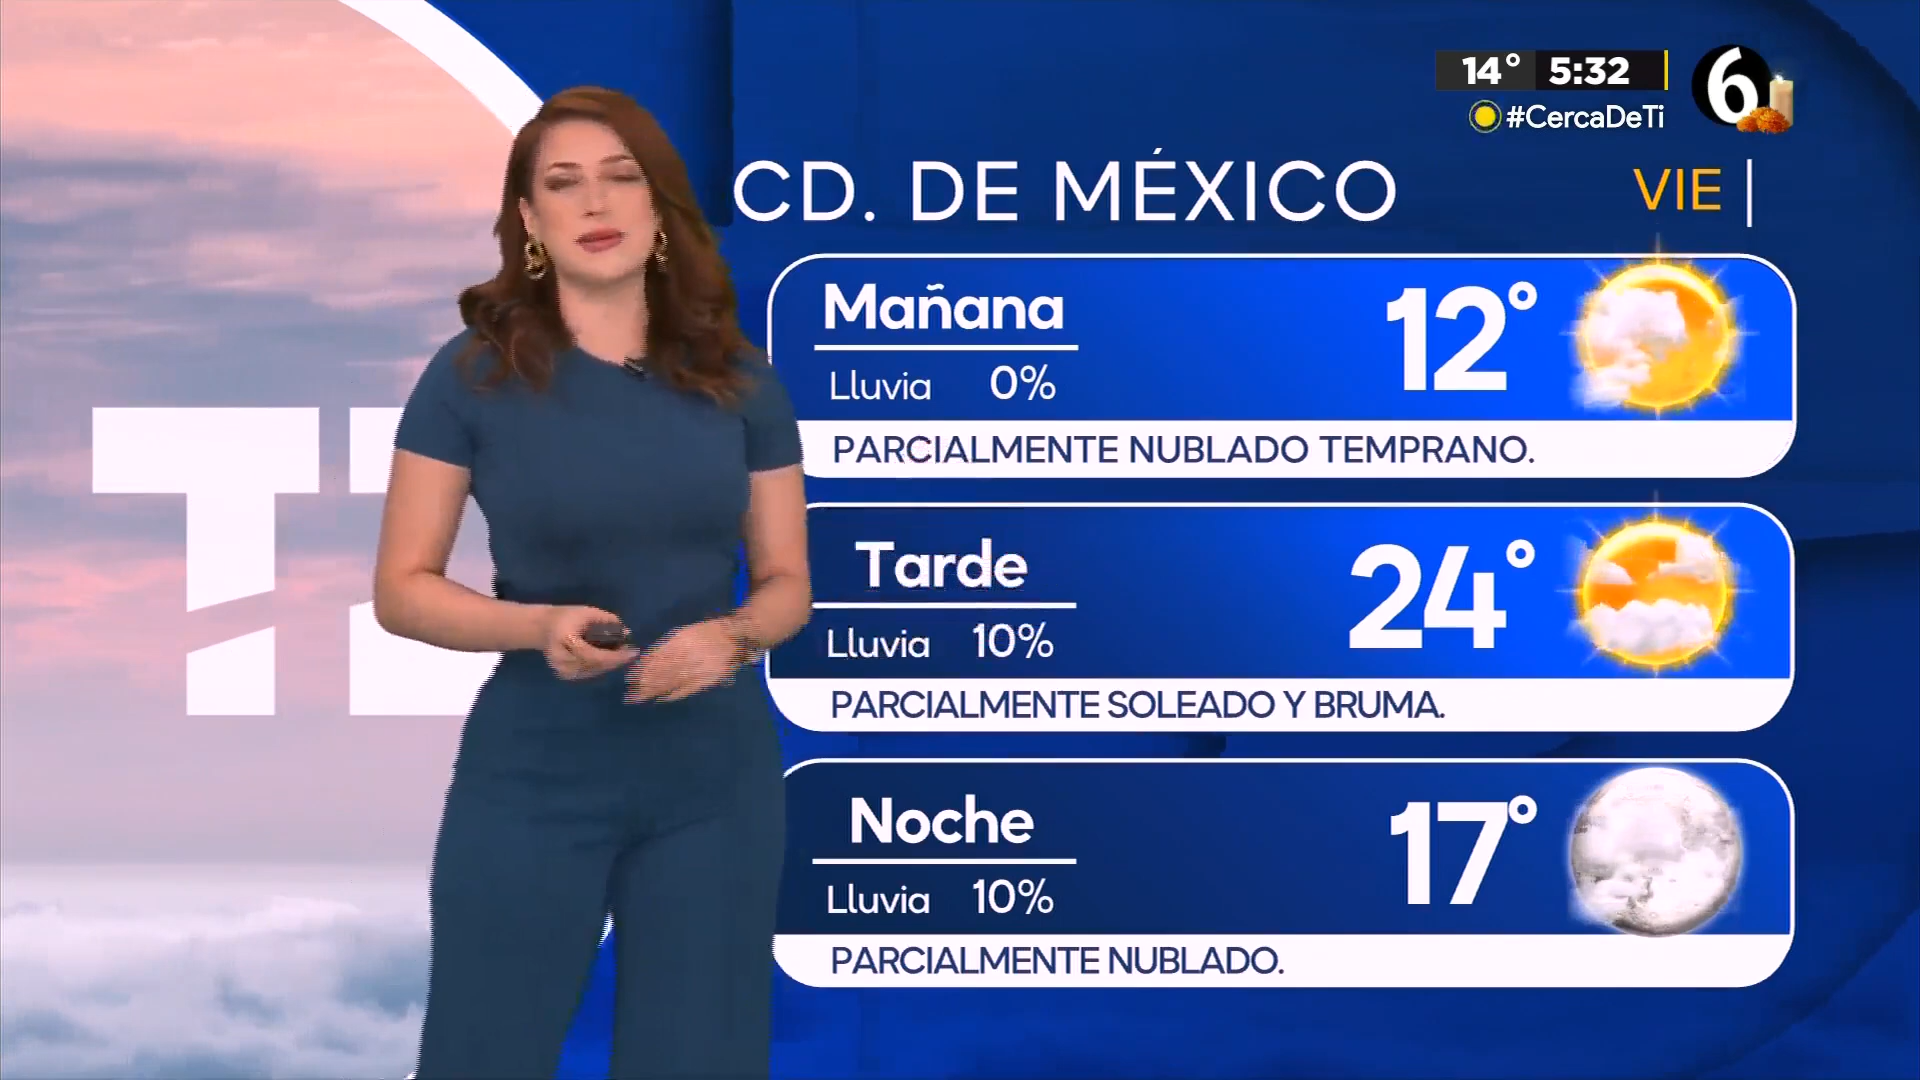 14° 5:32
#CercaDeTi
6
CD. DE MÉXICO
VIE
Mañana
12°
Lluvia 0%
PARCIALMENTE NUBLADO TEMPRANO.
Tarde
24°
Lluvia 10%
PARCIALMENTE SOLEADO Y BRUMA.
Noche
17°
Lluvia 10%
PARCIALMENTE NUBLADO.